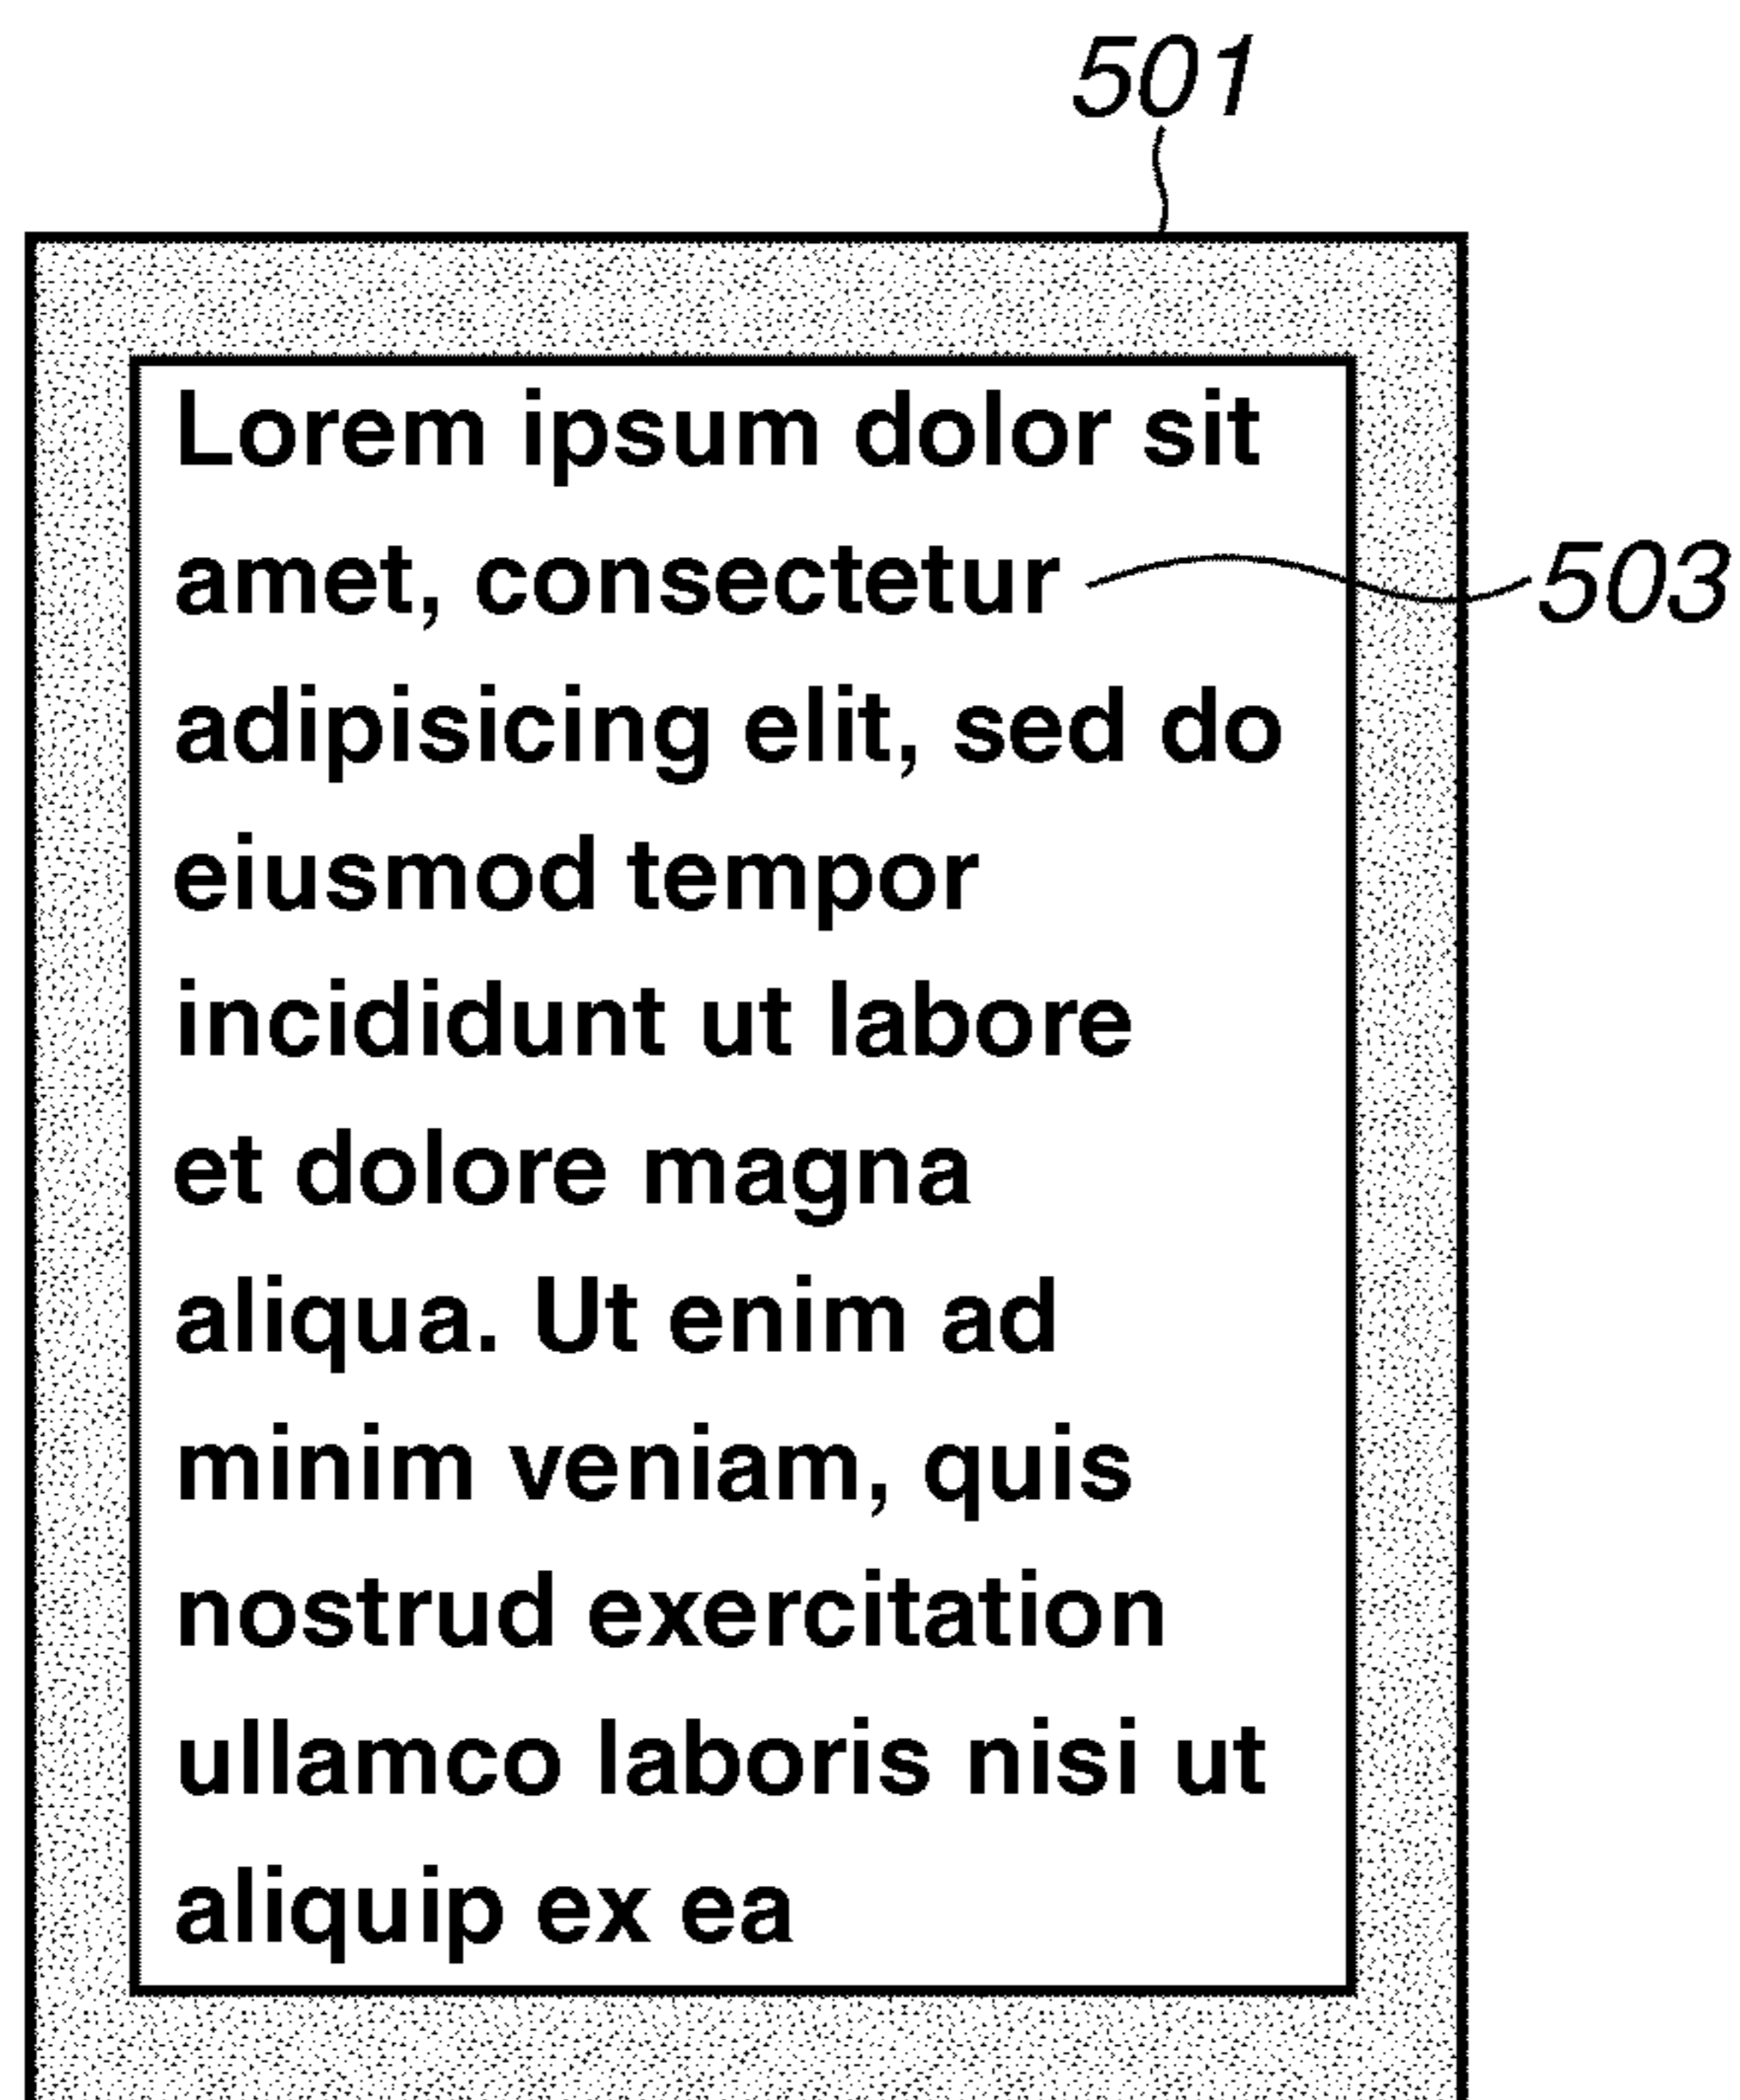 501
Lorem ipsum dolor sit
amet, consectetur
503
adipisicing elit, sed do
eiusmod tempor
incididunt ut labore
et dolore magna
aliqua. Ut enim ad
minim veniam, quis
nostrud exercitation
ullamco laboris nisi ut
aliquip ex ea